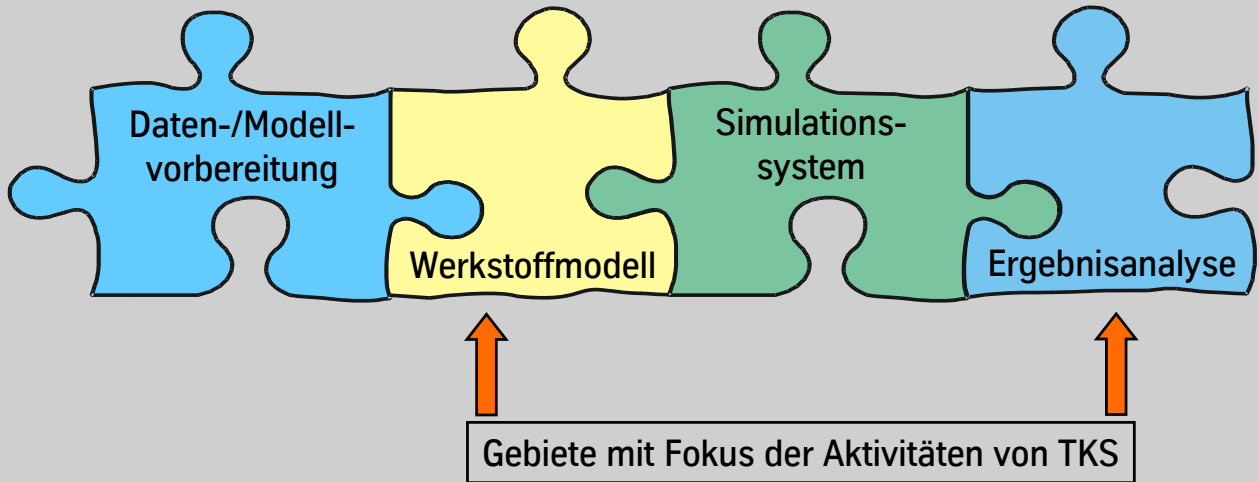 Daten-/Modell-
vorbereitung
Werkstoffmodell
Simulations-
system
Ergebnisanalyse
Gebiete mit Fokus der Aktivitäten von TKS